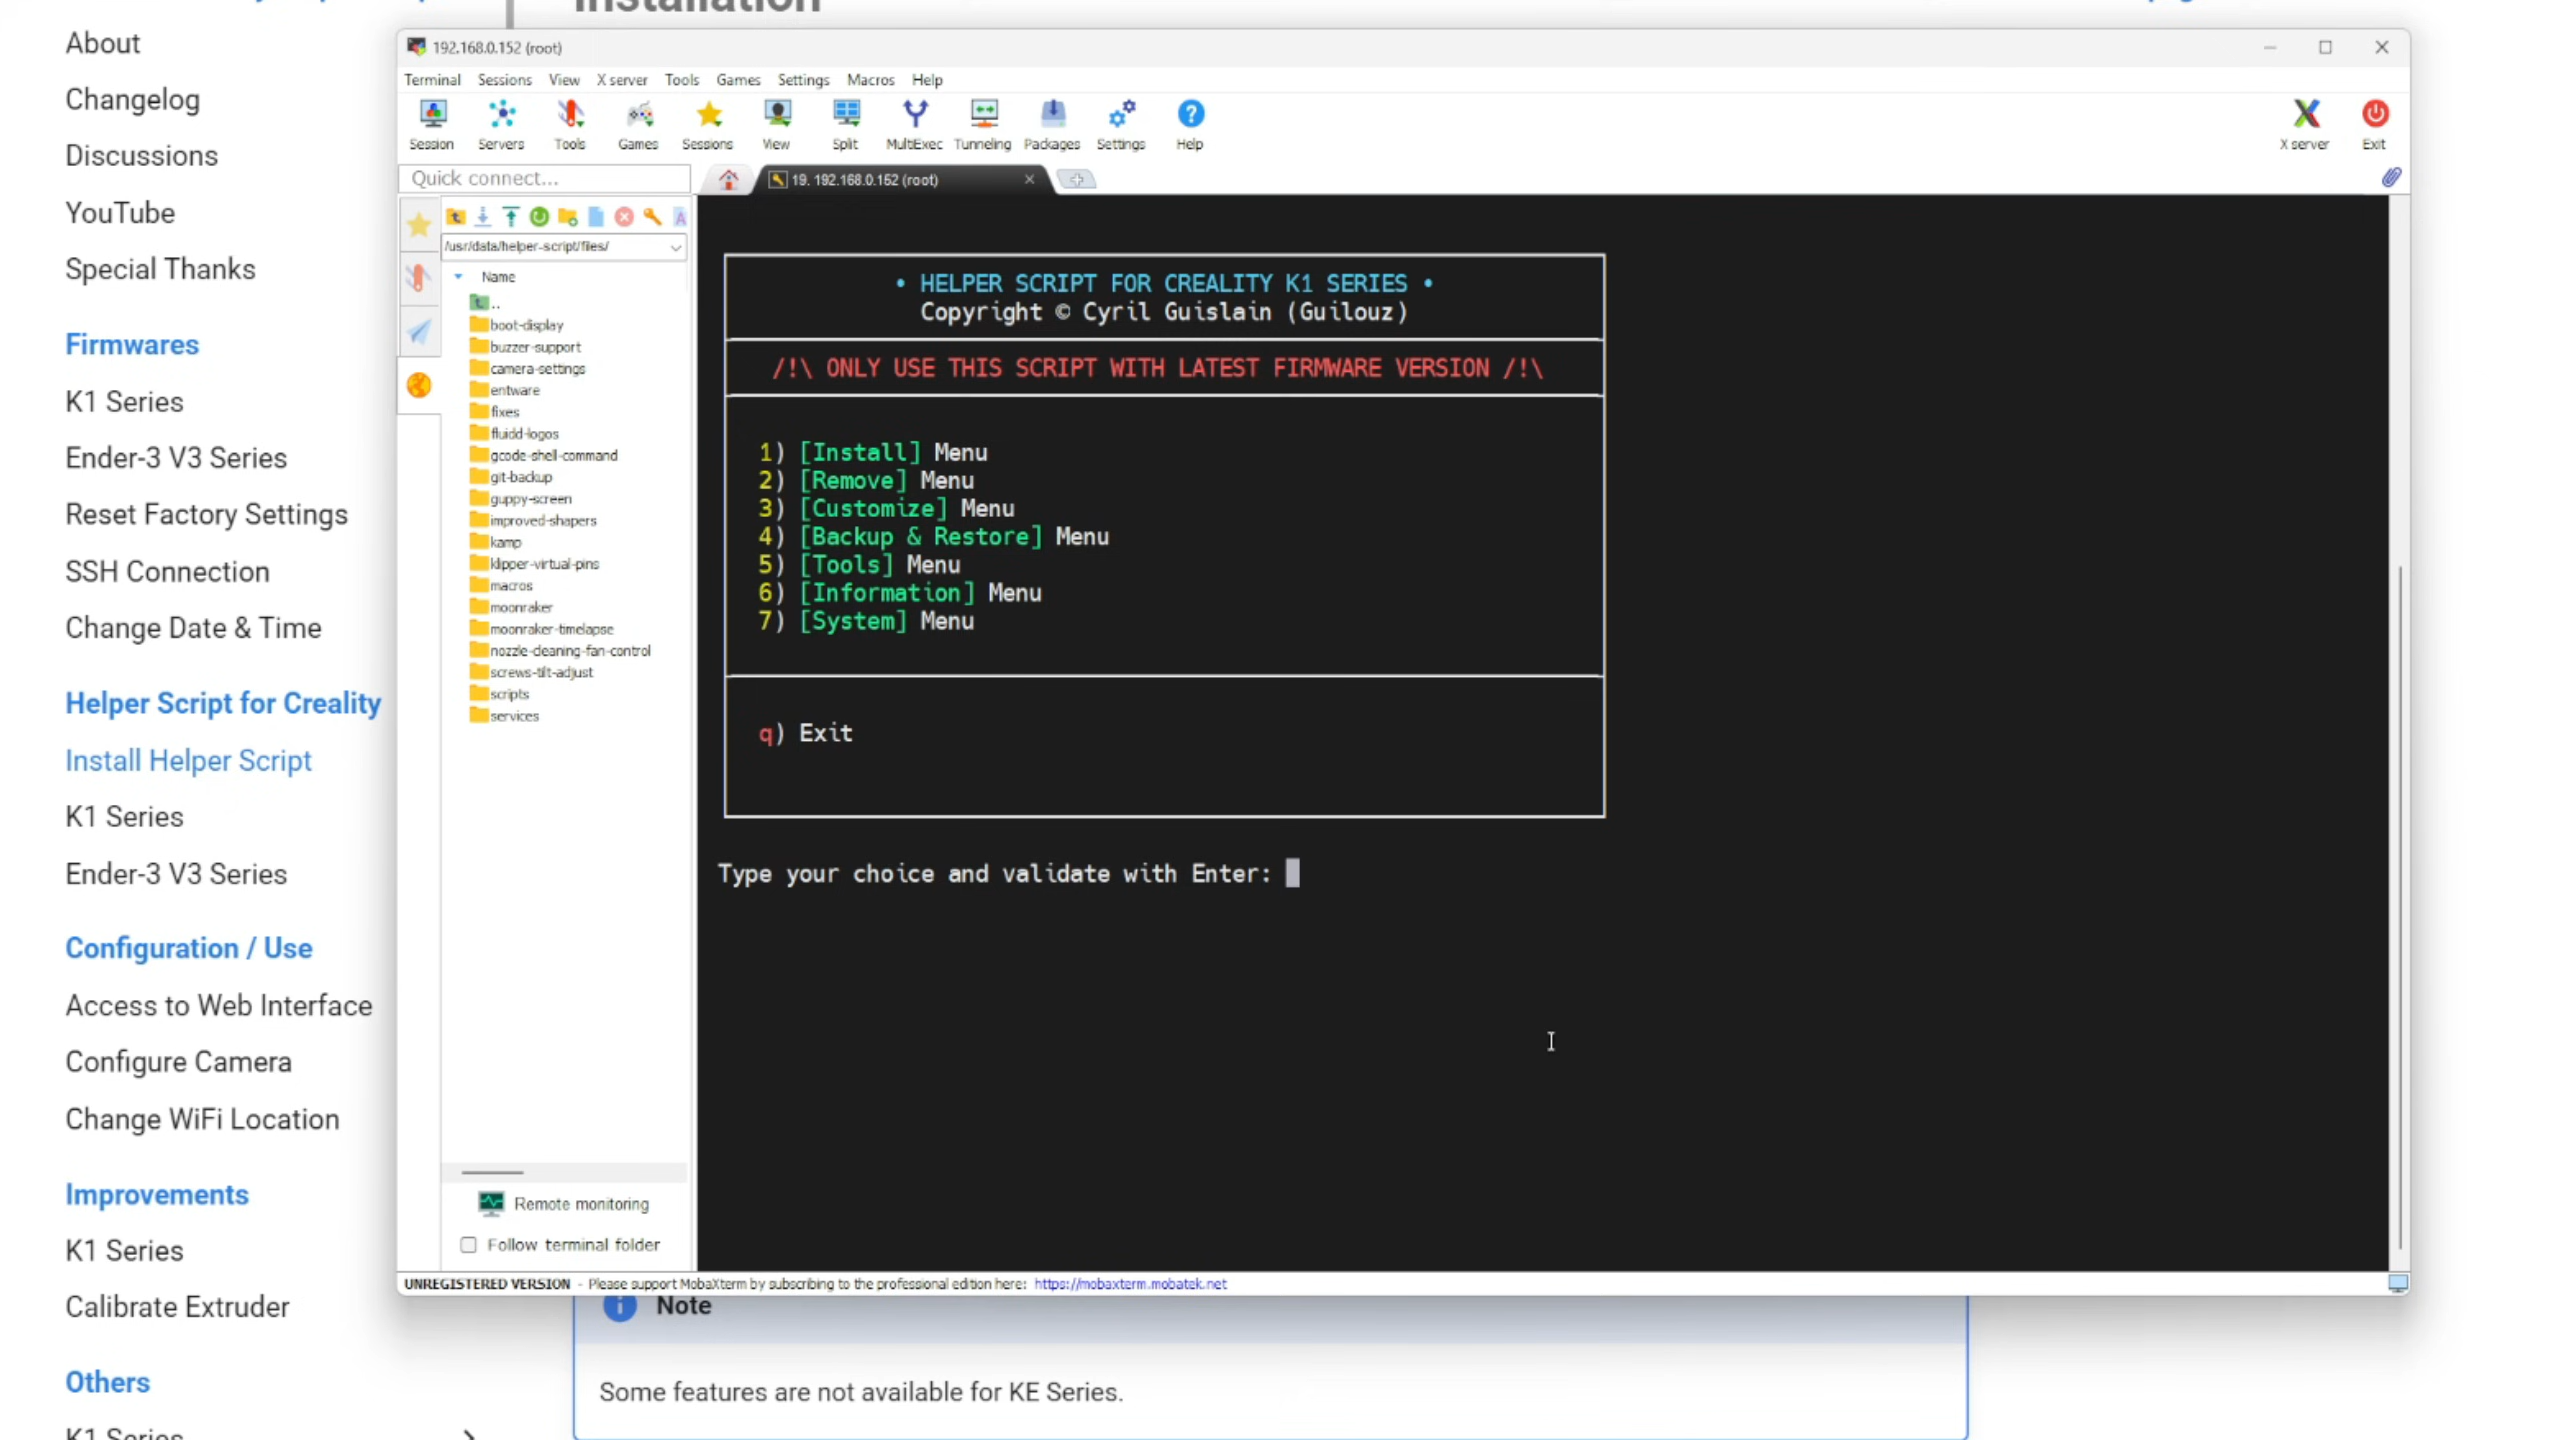 Installation
About
Changelog
Discussions
YouTube
Special Thanks
Firmwares
K1 Series
Ender-3 V3 Series
Reset Factory Settings
SSH Connection
Change Date & Time
Helper Script for Creality
Install Helper Script
K1 Series
Ender-3 V3 Series
Configuration / Use
Access to Web Interface
Configure Camera
Change WiFi Location
Improvements
K1 Series
Calibrate Extruder
Others
K1 Series
192.168.0.152 (root)
Terminal Sessions View X server Tools Games Settings Macros Help
Session Servers Tools Games Sessions View Split MultiExec Tunneling Packages Settings Help X server Exit
Quick connect...
19. 192.168.0.152 (root)
/usr/data/helper-script/files/
Name
..
boot-display
buzzer-support
camera-settings
entware
fixes
fluidd-logos
gcode-shell-command
git-backup
guppy-screen
improved-shapers
kamp
klipper-virtual-pins
macros
moonraker
moonraker-timelapse
nozzle-cleaning-fan-control
screws-tilt-adjust
scripts
services
Remote monitoring
Follow terminal folder
• HELPER SCRIPT FOR CREALITY K1 SERIES •
Copyright © Cyril Guislain (Guilouz)
/!\ ONLY USE THIS SCRIPT WITH LATEST FIRMWARE VERSION /!\
1) [Install] Menu
2) [Remove] Menu
3) [Customize] Menu
4) [Backup & Restore] Menu
5) [Tools] Menu
6) [Information] Menu
7) [System] Menu
q) Exit
Type your choice and validate with Enter:
UNREGISTERED VERSION - Please support MobaXterm by subscribing to the professional edition here: https://mobaxterm.mobatek.net
Note
Some features are not available for KE Series.